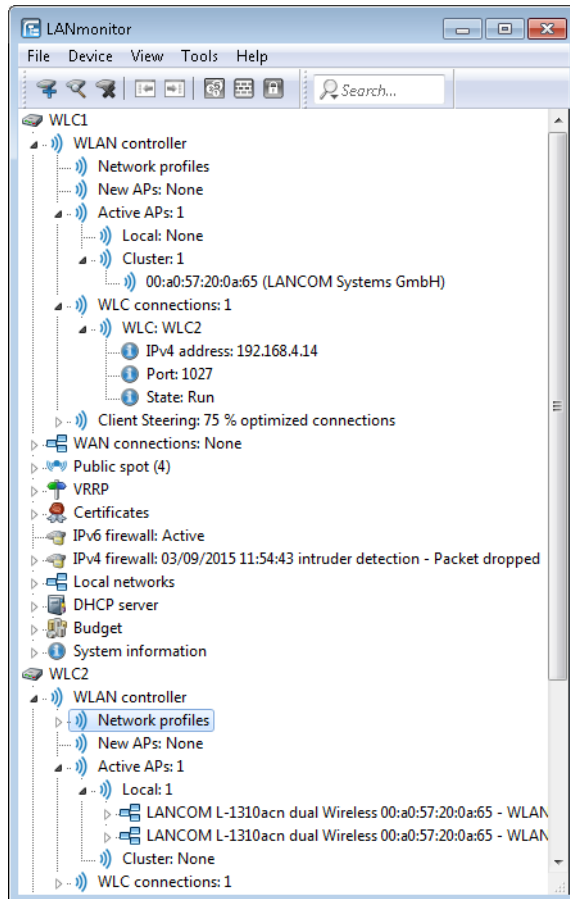 LANmonitor
File Device View Tools Help
Search...
WLC1
WLAN controller
Network profiles
New APs: None
Active APs: 1
Local: None
Cluster: 1
00:a0:57:20:0a:65 (LANCOM Systems GmbH)
WLC connections: 1
WLC: WLC2
IPv4 address: 192.168.4.14
Port: 1027
State: Run
Client Steering: 75 % optimized connections
WAN connections: None
Public spot (4)
VRRP
Certificates
IPv6 firewall: Active
IPv4 firewall: 03/09/2015 11:54:43 intruder detection - Packet dropped
Local networks
DHCP server
Budget
System information
WLC2
WLAN controller
Network profiles
New APs: None
Active APs: 1
Local: 1
LANCOM L-1310acn dual Wireless 00:a0:57:20:0a:65 - WLAN
LANCOM L-1310acn dual Wireless 00:a0:57:20:0a:65 - WLAN
Cluster: None
WLC connections: 1